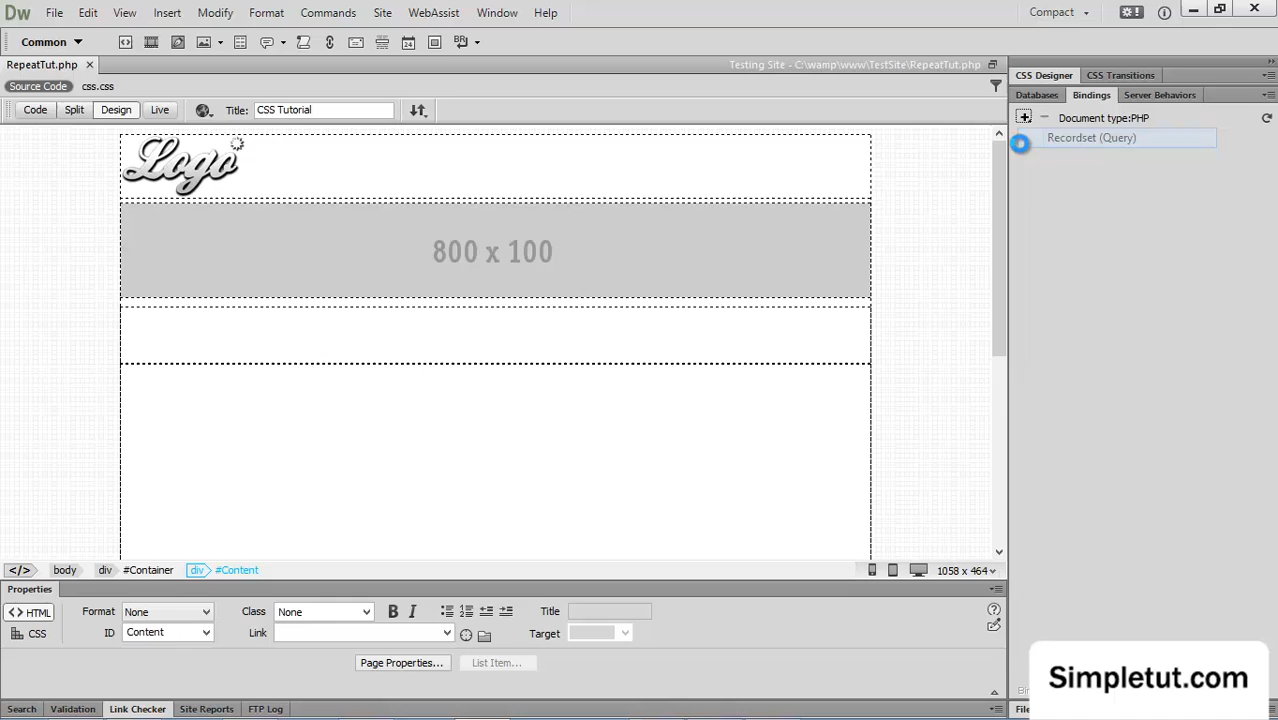 Dw File Edit View Insert Modify Format Commands Site WebAssist Window Help Compact
Common
RepeatTut.php Testing Site - C:\wamp\www\TestSite\RepeatTut.php
Source Code css.css
Code Split Design Live Title: CSS Tutorial
CSS Designer CSS Transitions
Databases Bindings Server Behaviors
Document type:PHP
Recordset (Query)
Logo
800 x 100
</> body div #Container div #Content 1058 x 464
Properties
<> HTML Format None Class None B I Title
CSS ID Content Link Target
Page Properties... List Item...
Search Validation Link Checker Site Reports FTP Log
Simpletut.com